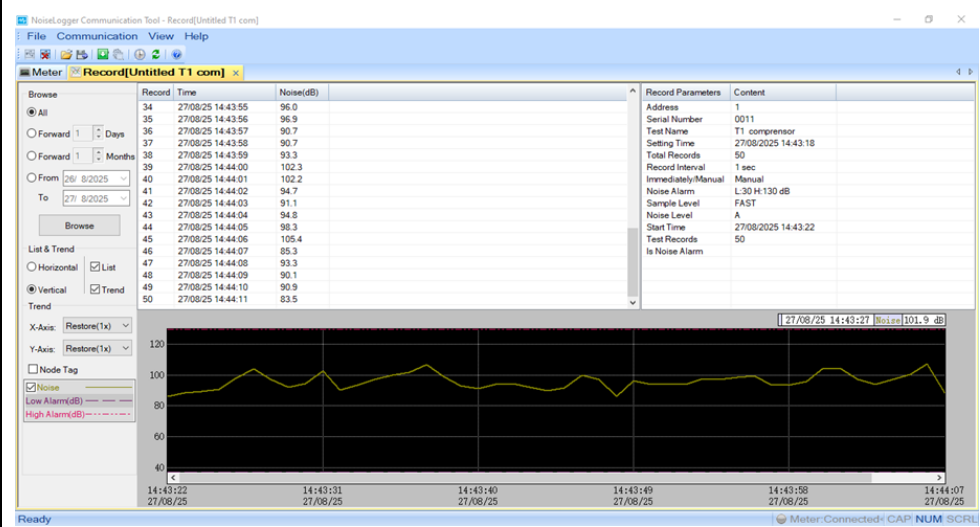 NoiseLogger Communication Tool - Record[Untitled T1 com]
File Communication View Help
Meter Record[Untitled T1 com] ×
Browse
All
Forward 1 Days
Forward 1 Months
From 26/ 8/2025
To 27/ 8/2025
Browse
List & Trend
Horizontal List
Vertical Trend
Trend
X-Axis: Restore(1x)
Y-Axis: Restore(1x)
Node Tag
Noise
Low Alarm(dB)
High Alarm(dB)
Record Time Noise(dB)
34 27/08/25 14:43:55 96.0
35 27/08/25 14:43:56 96.9
36 27/08/25 14:43:57 90.7
37 27/08/25 14:43:58 90.7
38 27/08/25 14:43:59 93.3
39 27/08/25 14:44:00 102.3
40 27/08/25 14:44:01 102.2
41 27/08/25 14:44:02 94.7
42 27/08/25 14:44:03 91.1
43 27/08/25 14:44:04 94.8
44 27/08/25 14:44:05 98.3
45 27/08/25 14:44:06 105.4
46 27/08/25 14:44:07 85.3
47 27/08/25 14:44:08 93.3
48 27/08/25 14:44:09 90.1
49 27/08/25 14:44:10 90.9
50 27/08/25 14:44:11 83.5
Record Parameters Content
Address 1
Serial Number 0011
Test Name T1 comprensor
Setting Time 27/08/2025 14:43:18
Total Records 50
Record Interval 1 sec
Immediately/Manual Manual
Noise Alarm L:30 H:130 dB
Sample Level FAST
Noise Level A
Start Time 27/08/2025 14:43:22
Test Records 50
Is Noise Alarm
27/08/25 14:43:27 Noise 101.9 dB
120
100
80
60
40
14:43:22 14:43:31 14:43:40 14:43:49 14:43:58 14:44:07
27/08/25 27/08/25 27/08/25 27/08/25 27/08/25 27/08/25
Ready Meter:Connected CAP NUM SCRL